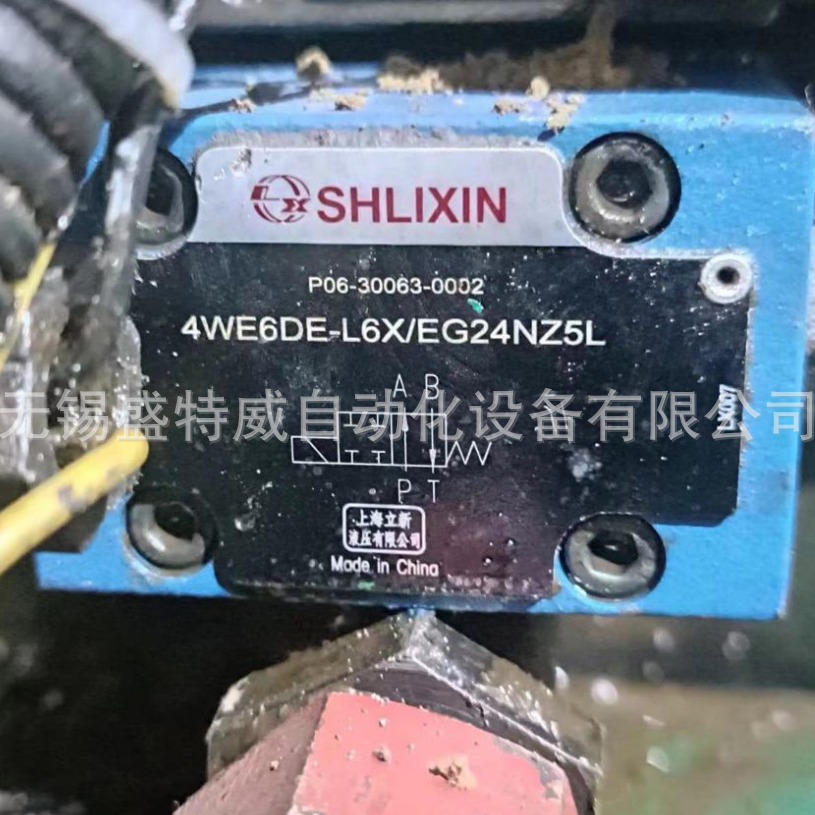 SHLIXIN
P06-30063-0002
4WE6DE-L6X/EG24NZ5L
A B
无锡盛特威自动化设备有限公司
P T
上海立新
液压有限公司
Made in China